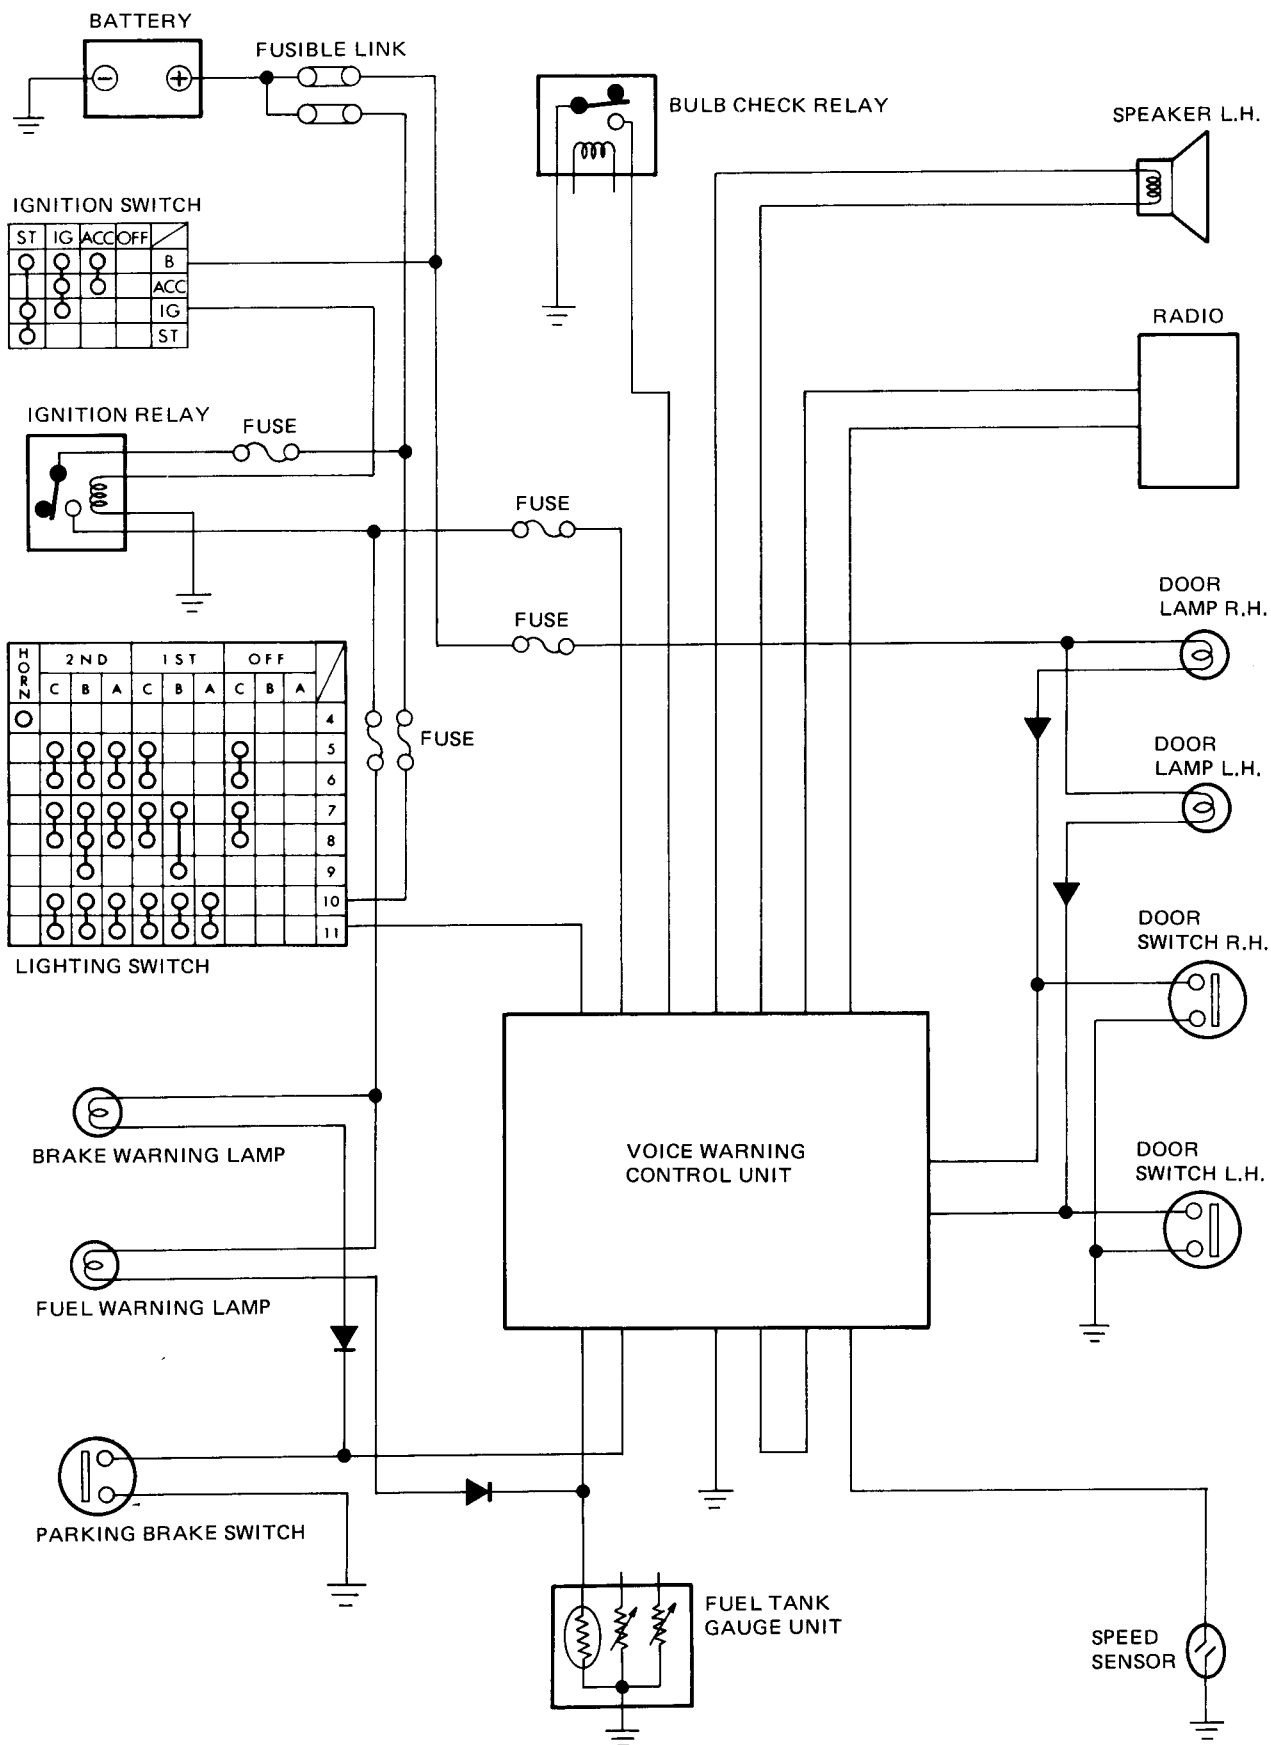 BATTERY
FUSIBLE LINK
BULB CHECK RELAY
SPEAKER L.H.
IGNITION SWITCH
ST IG ACC OFF
B
ACC
IG
ST
RADIO
IGNITION RELAY
FUSE
FUSE
FUSE
DOOR
LAMP R.H.
HORN
2ND 1ST OFF
C B A C B A C B A
4
5
6
7
8
9
10
11
FUSE
DOOR
LAMP L.H.
LIGHTING SWITCH
DOOR
SWITCH R.H.
BRAKE WARNING LAMP
VOICE WARNING
CONTROL UNIT
DOOR
SWITCH L.H.
FUEL WARNING LAMP
PARKING BRAKE SWITCH
FUEL TANK
GAUGE UNIT
SPEED
SENSOR